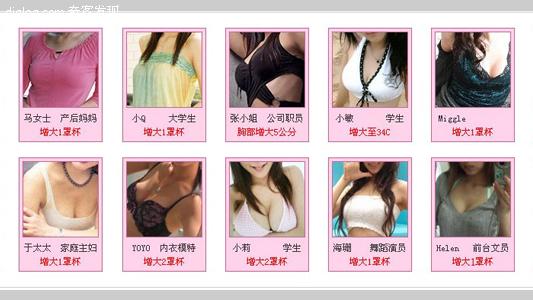 diglog.com 奇客发现
马女士 产后妈妈
增大1罩杯
小Q 大学生
增大1罩杯
张小姐 公司职员
胸部增大5公分
小敏 学生
增大至34C
Miggle
增大1罩杯
于太太 家庭主妇
增大1罩杯
YOYO 内衣模特
增大2罩杯
小莉 学生
增大2罩杯
海珊 舞蹈演员
增大1罩杯
Helen 前台文员
增大1罩杯